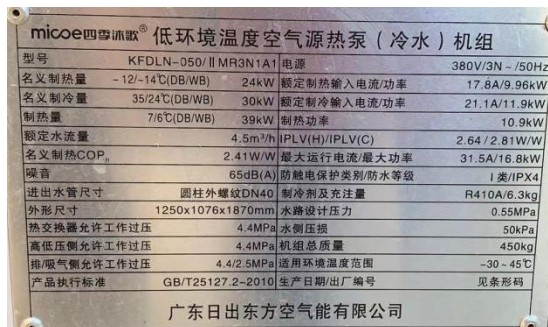 micoe四季沐歌® 低环境温度空气源热泵（冷水）机组
型号 KFDLN-050/ⅡMR3N1A1 电源 380V/3N～/50Hz
名义制热量 -12/-14℃(DB/WB) 24kW 额定制热输入电流/功率 17.8A/9.96kW
名义制冷量 35/24℃(DB/WB) 30kW 额定制冷输入电流/功率 21.1A/11.9kW
制热量 7/6℃(DB/WB) 39kW 制热功率 10.9kW
额定水流量 4.5m³/h IPLV(H)/IPLV(C) 2.64/2.81W/W
名义制热COPh 2.41W/W 最大运行电流/最大功率 31.5A/16.8kW
噪音 65dB(A) 防触电保护类别/防水等级 I类/IPX4
进出水管尺寸 圆柱外螺纹DN40 制冷剂及充注量 R410A/6.3kg
外形尺寸 1250x1076x1870mm 水路设计压力 0.55MPa
热交换器允许工作过压 4.4MPa 水侧压损 50kPa
高低压侧允许工作过压 4.4MPa 机组总质量 450kg
排/吸气侧允许工作过压 4.4/2.5MPa 适用环境温度范围 -30～45℃
产品执行标准 GB/T25127.2-2010 生产日期/出厂编号 见条形码
广东日出东方空气能有限公司